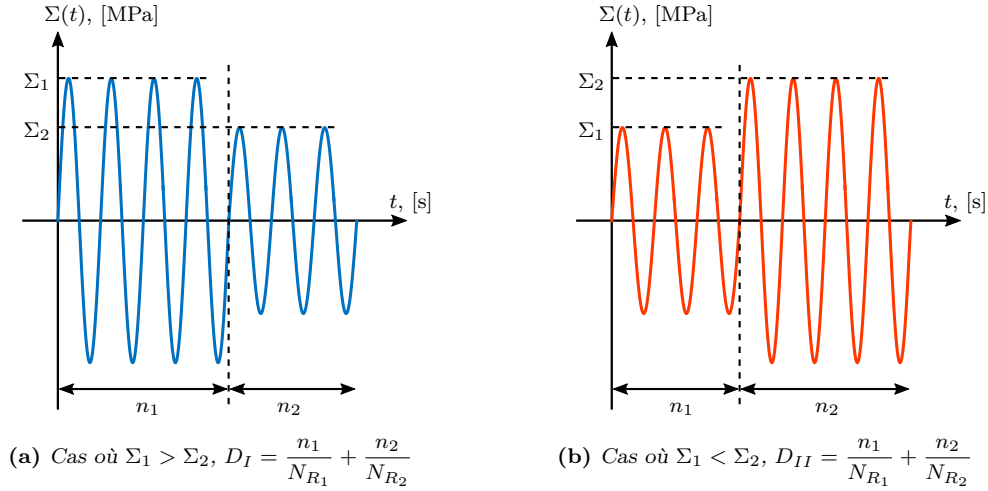 Σ(t), [MPa]
Σ₁
Σ₂
t, [s]
n₁
n₂
(a) Cas où Σ₁ > Σ₂, D_I = n₁/N_{R₁} + n₂/N_{R₂}
Σ(t), [MPa]
Σ₂
Σ₁
t, [s]
n₁
n₂
(b) Cas où Σ₁ < Σ₂, D_{II} = n₁/N_{R₁} + n₂/N_{R₂}